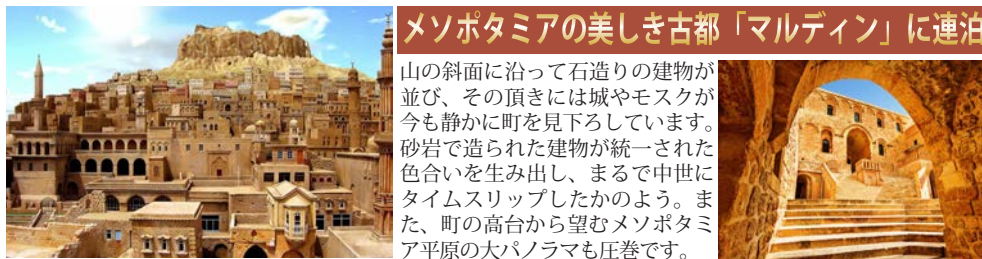 メソポタミアの美しき古都「マルディン」に連泊
山の斜面に沿って石造りの建物が
並び、その頂きには城やモスクが
今も静かに町を見下ろしています。
砂岩で造られた建物が統一された
色合いを生み出し、まるで中世に
タイムスリップしたかのよう。ま
た、町の高台から望むメソポタミ
ア平原の大パノラマも圧巻です。